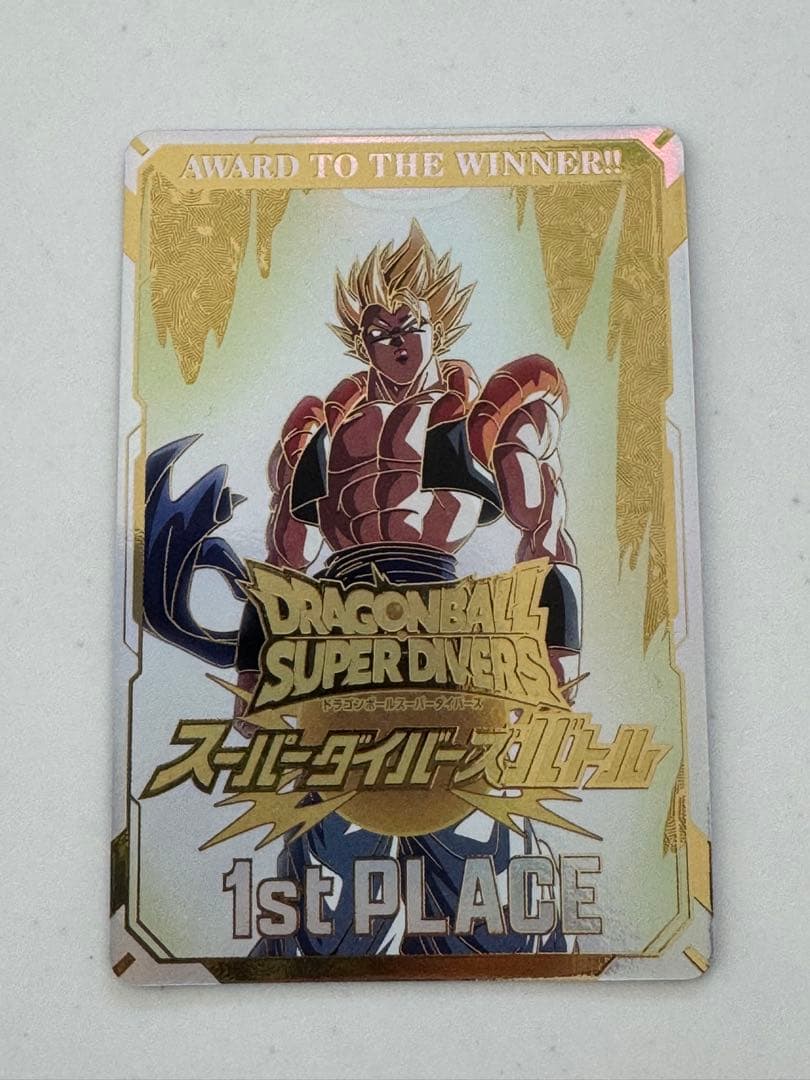 AWARD TO THE WINNER!!
DRAGONBALL
SUPER DIVERS
ドラゴンボールスーパーダイバーズ
スーパーダイバーズバトル
1st PLACE